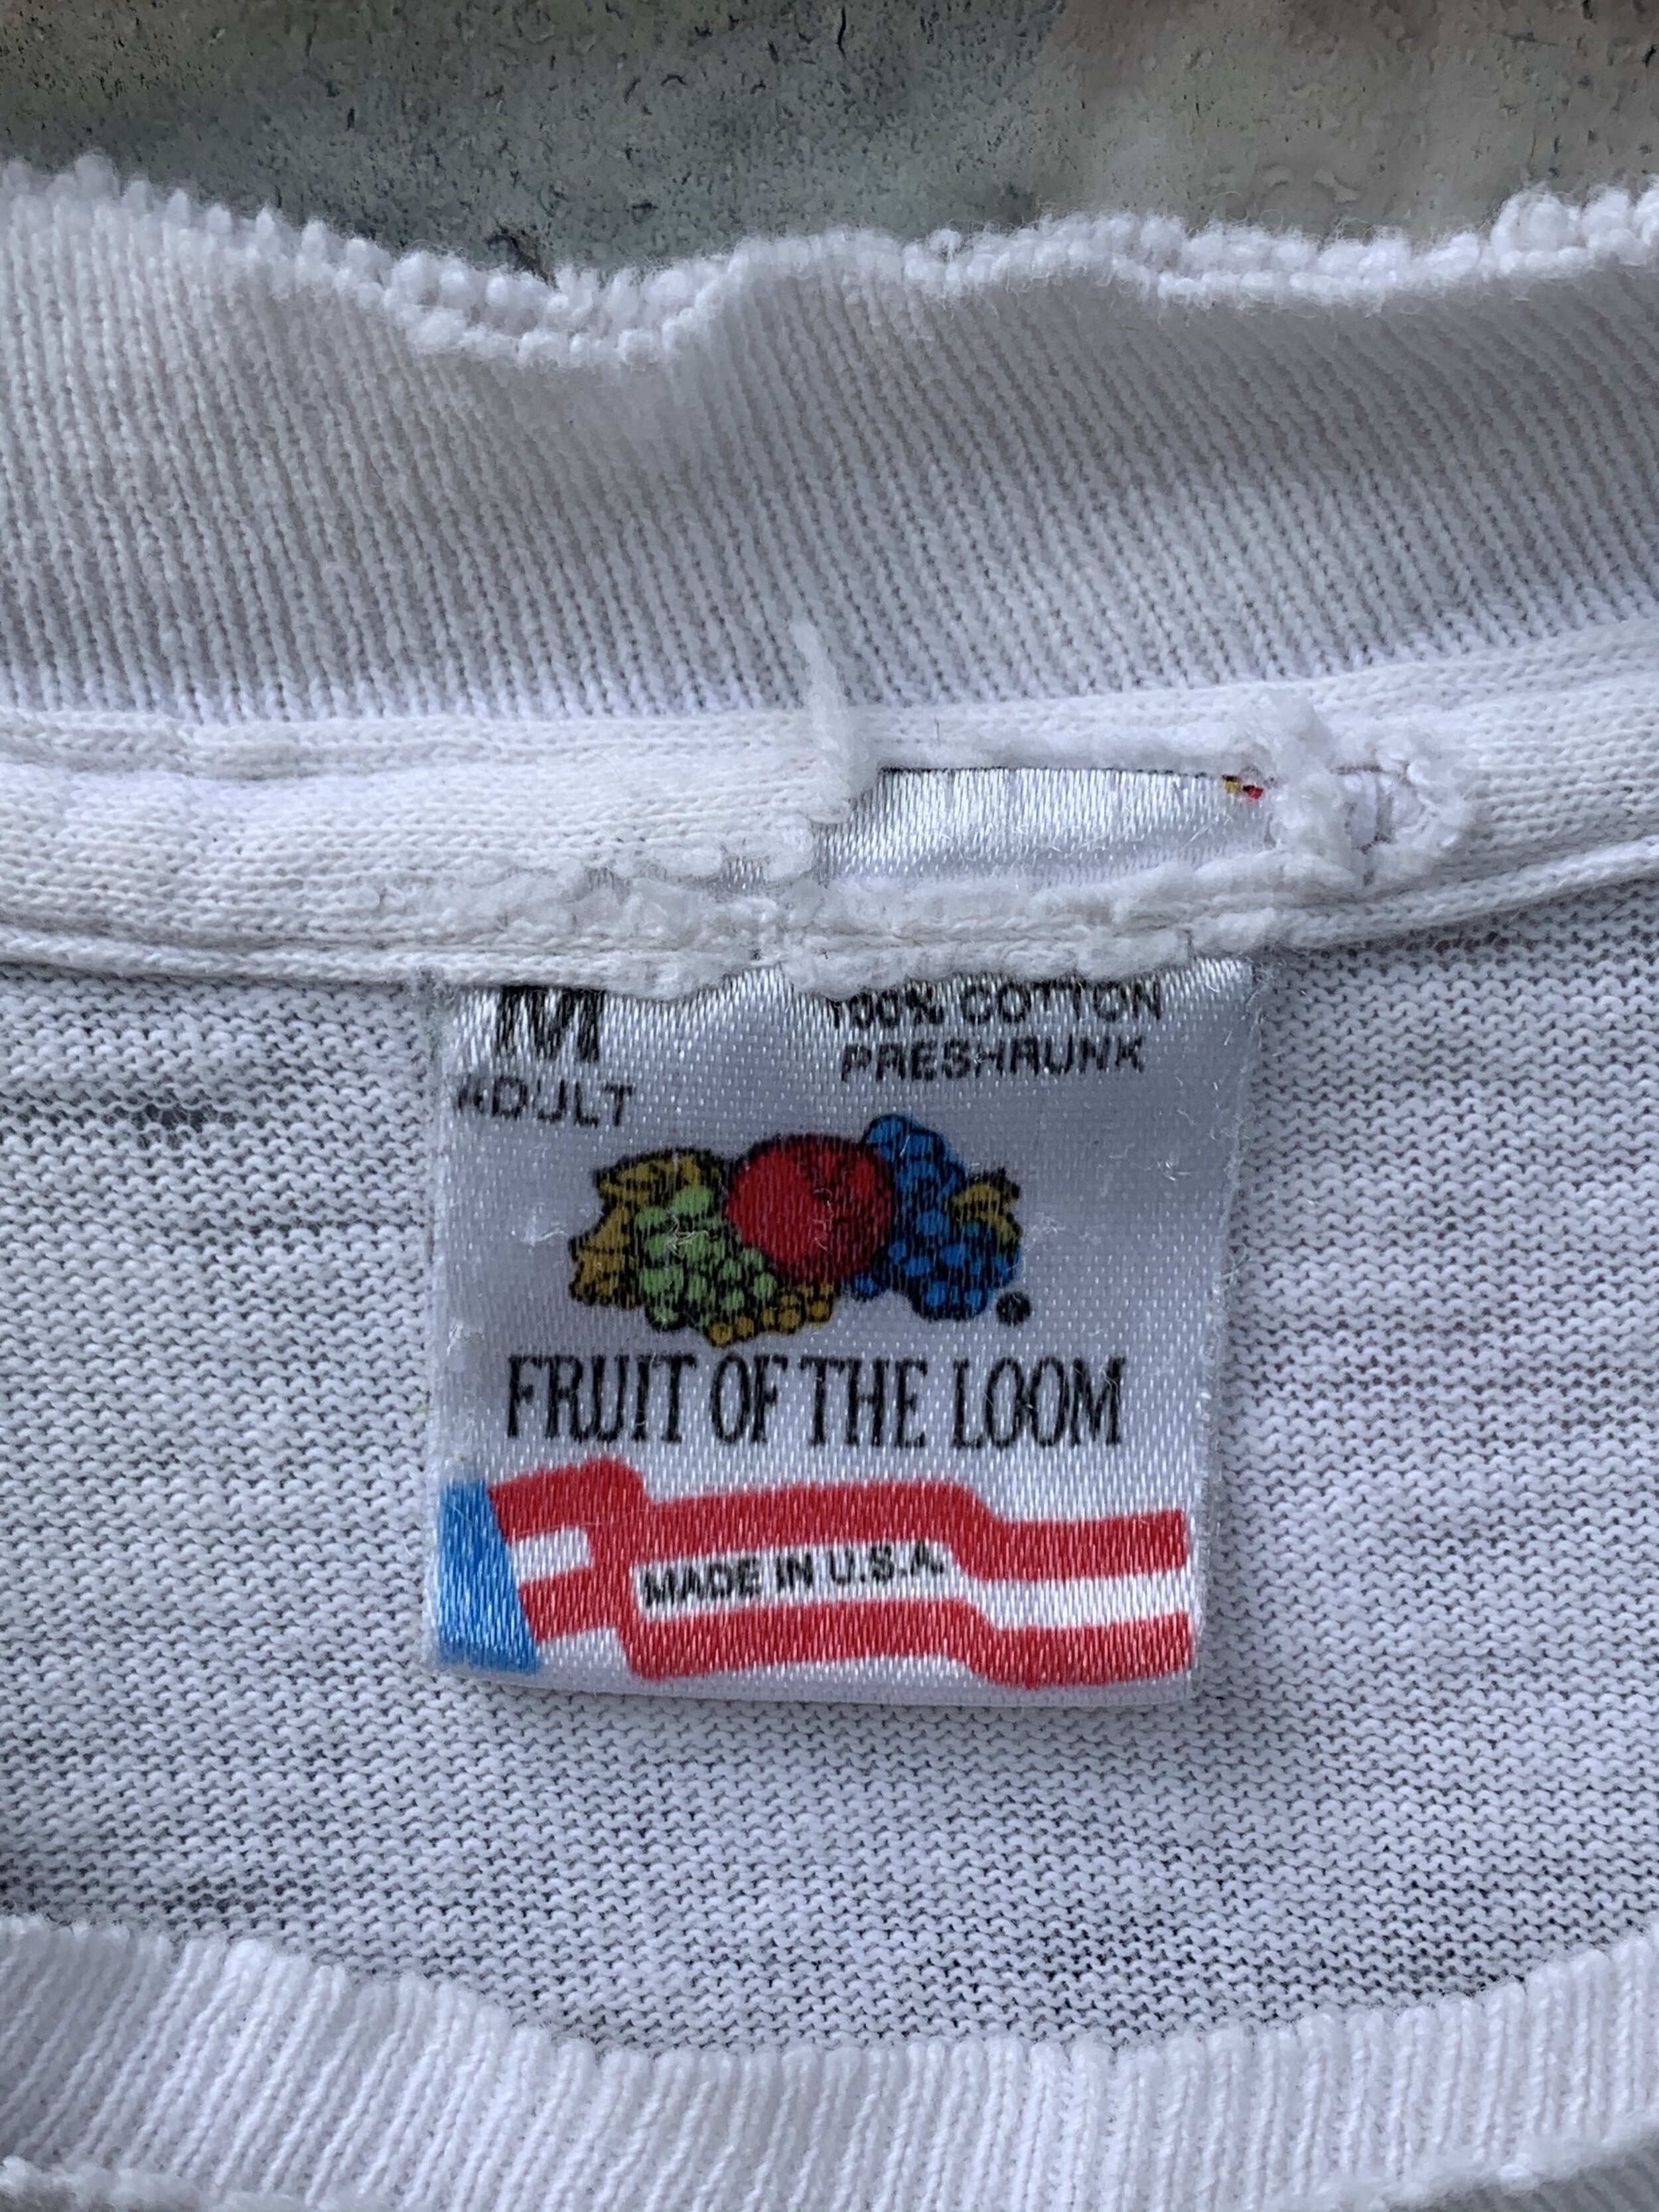 M
ADULT
100% COTTON
PRESHRUNK
®
FRUIT OF THE LOOM
MADE IN U.S.A.